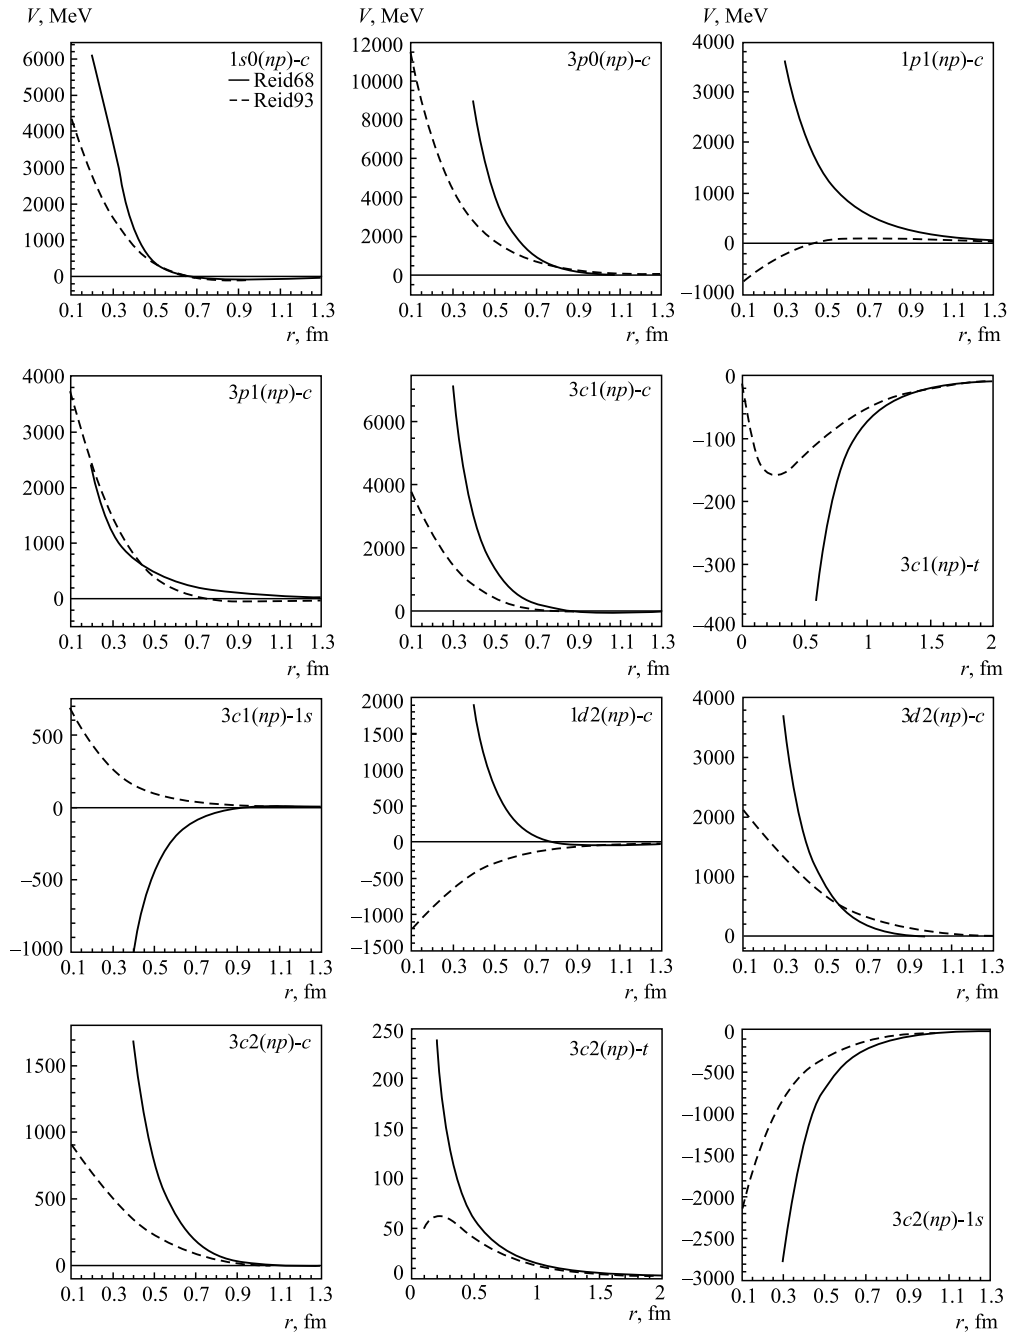 V, MeV
6000
5000
4000
3000
2000
1000
0
1s0(np)-c
Reid68
Reid93
0.1 0.3 0.5 0.7 0.9 1.1 1.3
r, fm
V, MeV
12000
10000
8000
6000
4000
2000
0
3p0(np)-c
0.1 0.3 0.5 0.7 0.9 1.1 1.3
r, fm
V, MeV
4000
3000
2000
1000
0
–1000
1p1(np)-c
0.1 0.3 0.5 0.7 0.9 1.1 1.3
r, fm
4000
3000
2000
1000
0
3p1(np)-c
0.1 0.3 0.5 0.7 0.9 1.1 1.3
r, fm
6000
4000
2000
0
3c1(np)-c
0.1 0.3 0.5 0.7 0.9 1.1 1.3
r, fm
0
–100
–200
–300
–400
3c1(np)-t
0 0.5 1 1.5 2
r, fm
500
0
–500
–1000
3c1(np)-1s
0.1 0.3 0.5 0.7 0.9 1.1 1.3
r, fm
2000
1500
1000
500
0
–500
–1000
–1500
1d2(np)-c
0.1 0.3 0.5 0.7 0.9 1.1 1.3
r, fm
4000
3000
2000
1000
0
3d2(np)-c
0.1 0.3 0.5 0.7 0.9 1.1 1.3
r, fm
1500
1000
500
0
3c2(np)-c
0.1 0.3 0.5 0.7 0.9 1.1 1.3
r, fm
250
200
150
100
50
0
3c2(np)-t
0 0.5 1 1.5 2
r, fm
0
–500
–1000
–1500
–2000
–2500
–3000
3c2(np)-1s
0.1 0.3 0.5 0.7 0.9 1.1 1.3
r, fm